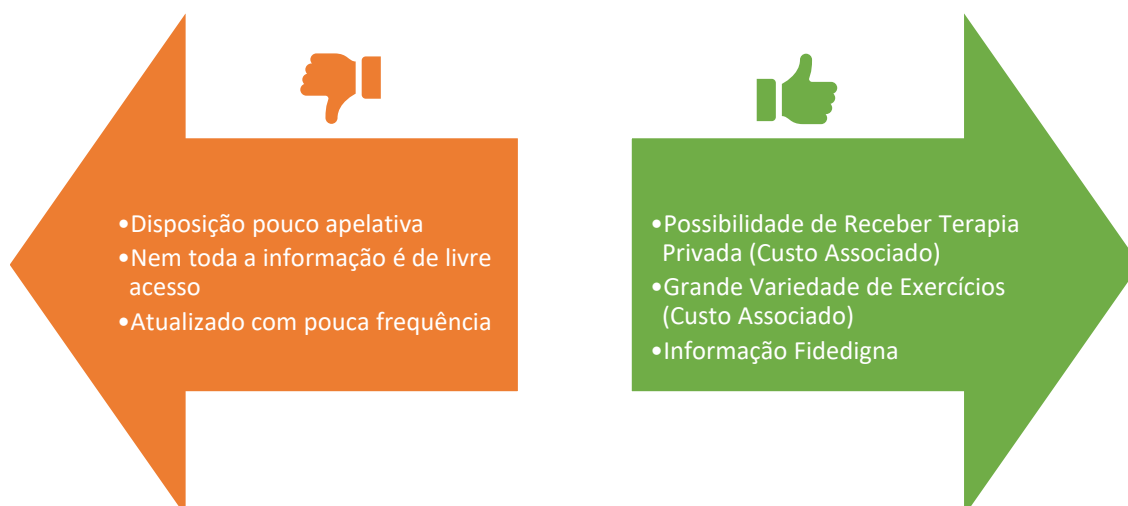 •Disposição pouco apelativa
•Nem toda a informação é de livre
acesso
•Atualizado com pouca frequência
•Possibilidade de Receber Terapia
Privada (Custo Associado)
•Grande Variedade de Exercícios
(Custo Associado)
•Informação Fidedigna